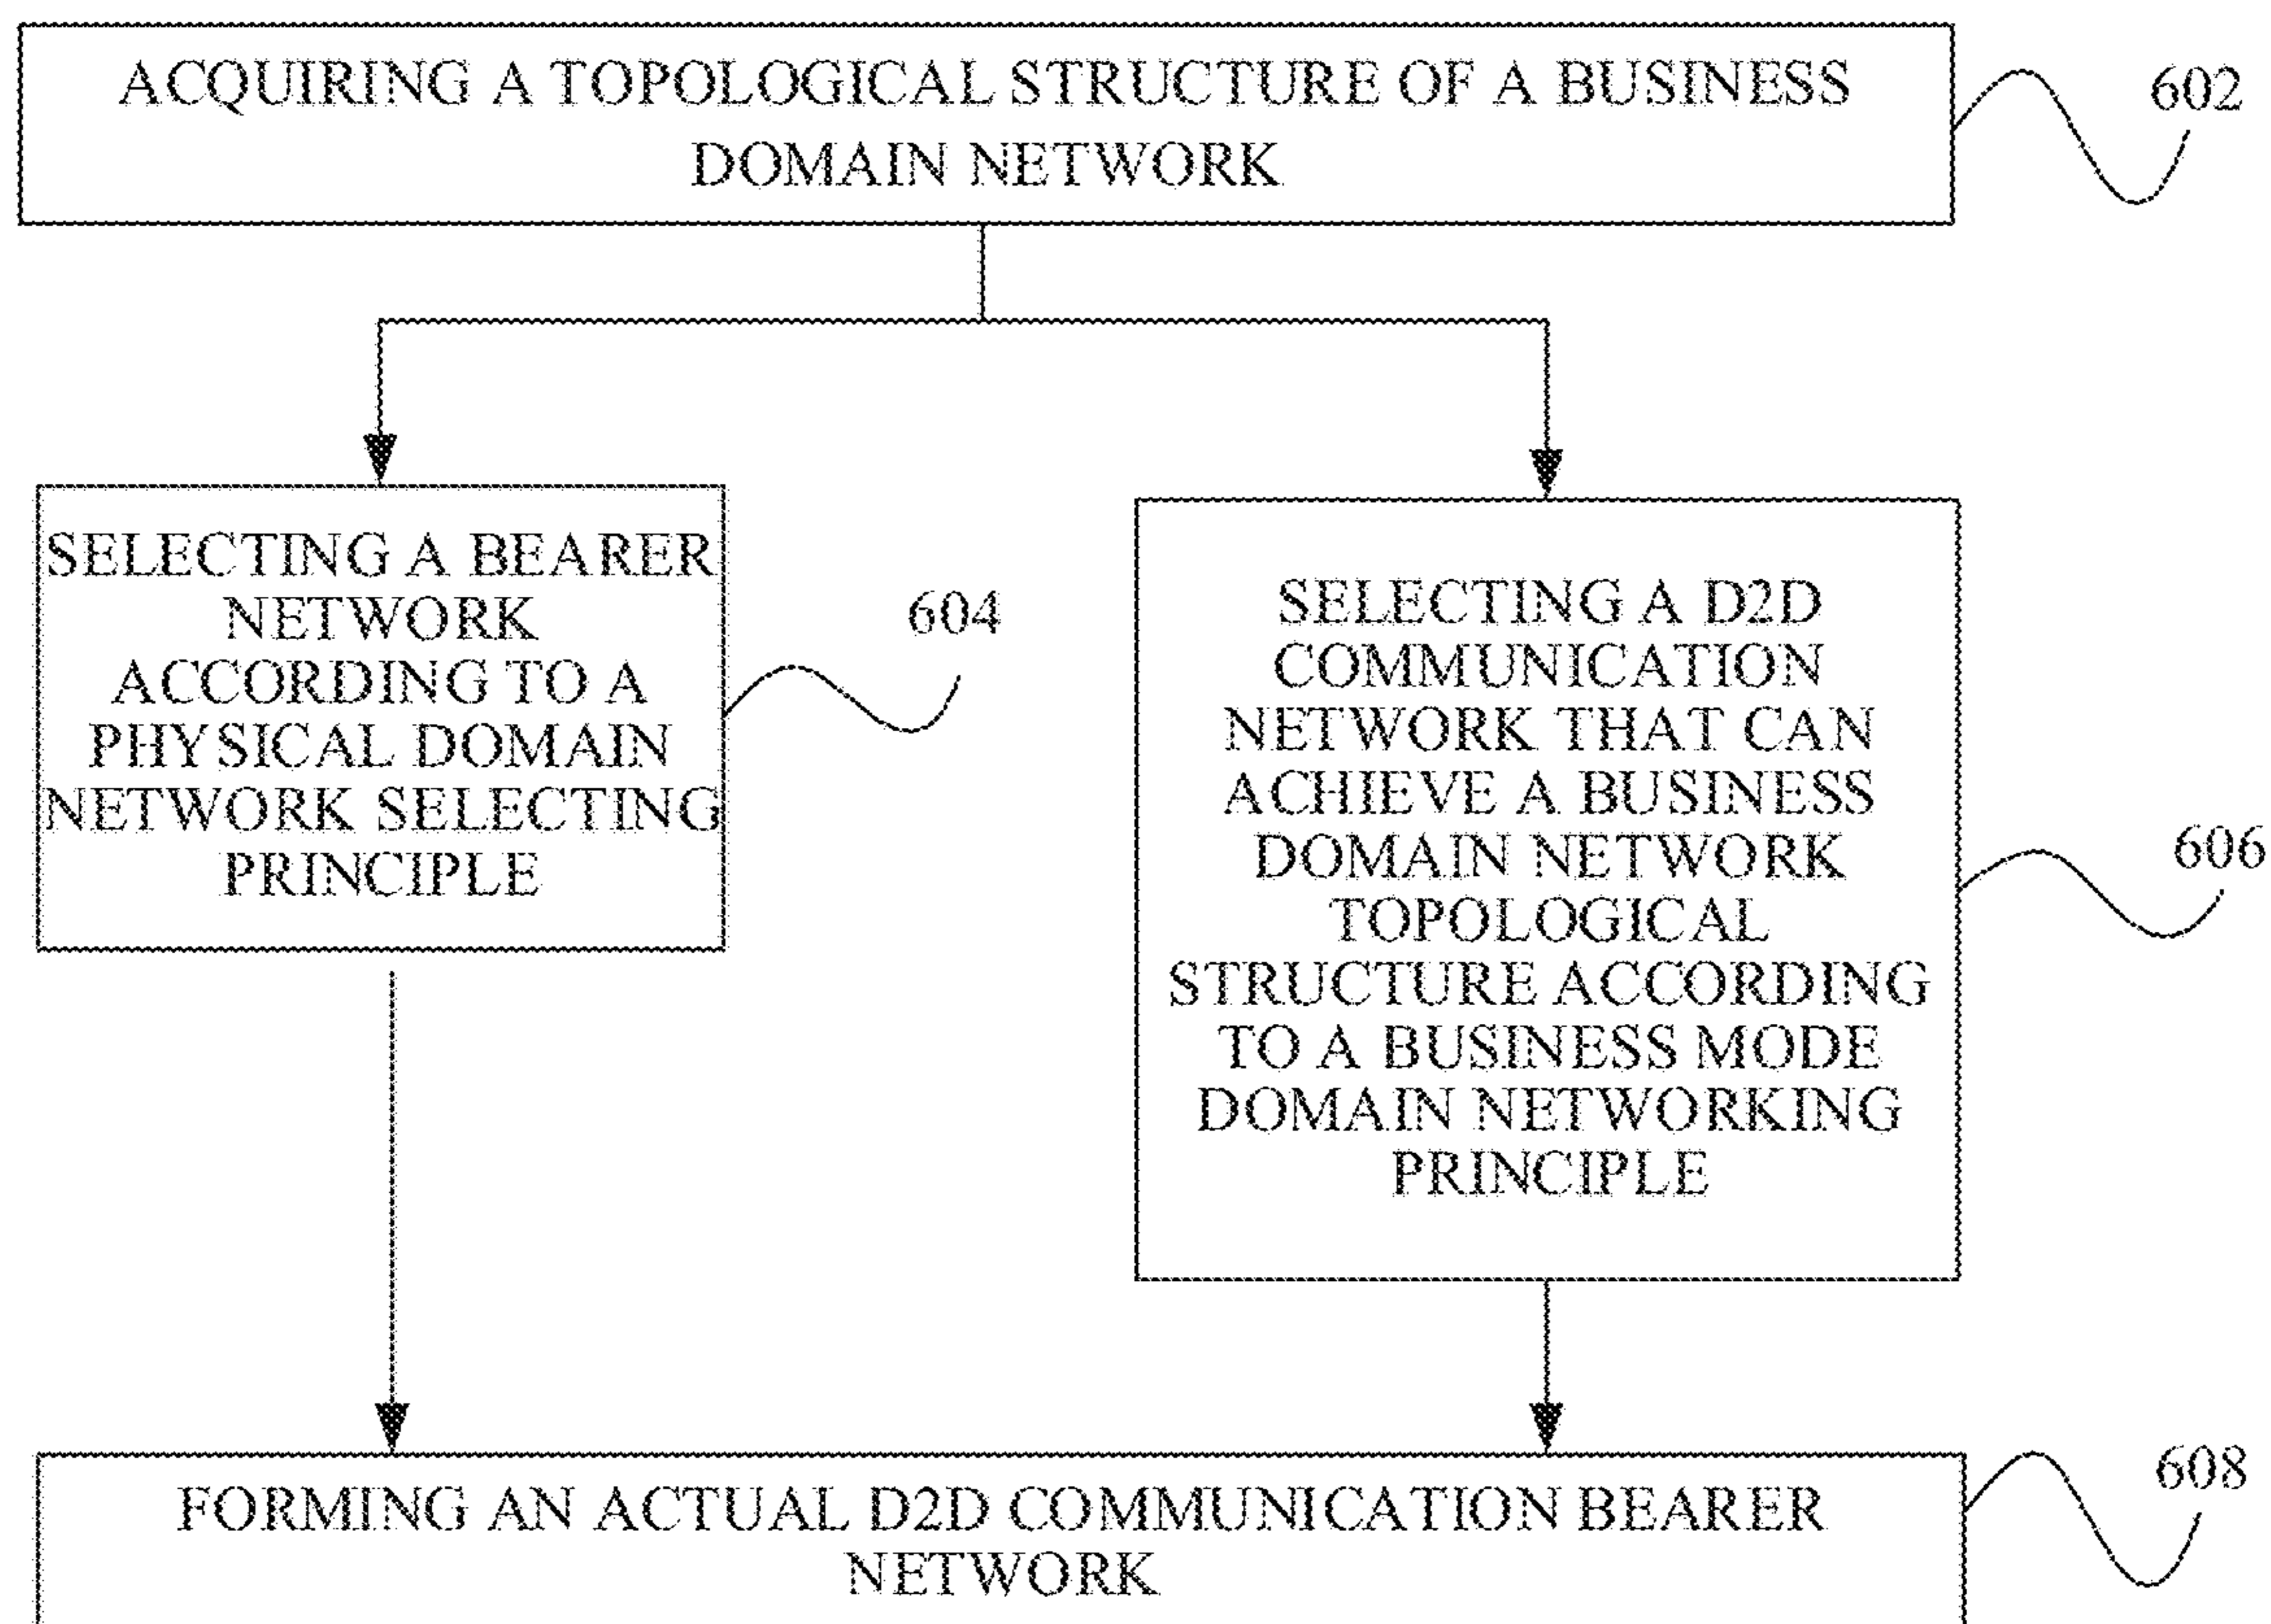 ACQUIRING A TOPOLOGICAL STRUCTURE OF A BUSINESS
DOMAIN NETWORK
602
SELECTING A BEARER
NETWORK
ACCORDING TO A
PHYSICAL DOMAIN
NETWORK SELECTING
PRINCIPLE
604
SELECTING A D2D
COMMUNICATION
NETWORK THAT CAN
ACHIEVE A BUSINESS
DOMAIN NETWORK
TOPOLOGICAL
STRUCTURE ACCORDING
TO A BUSINESS MODE
DOMAIN NETWORKING
PRINCIPLE
606
FORMING AN ACTUAL D2D COMMUNICATION BEARER
NETWORK
608